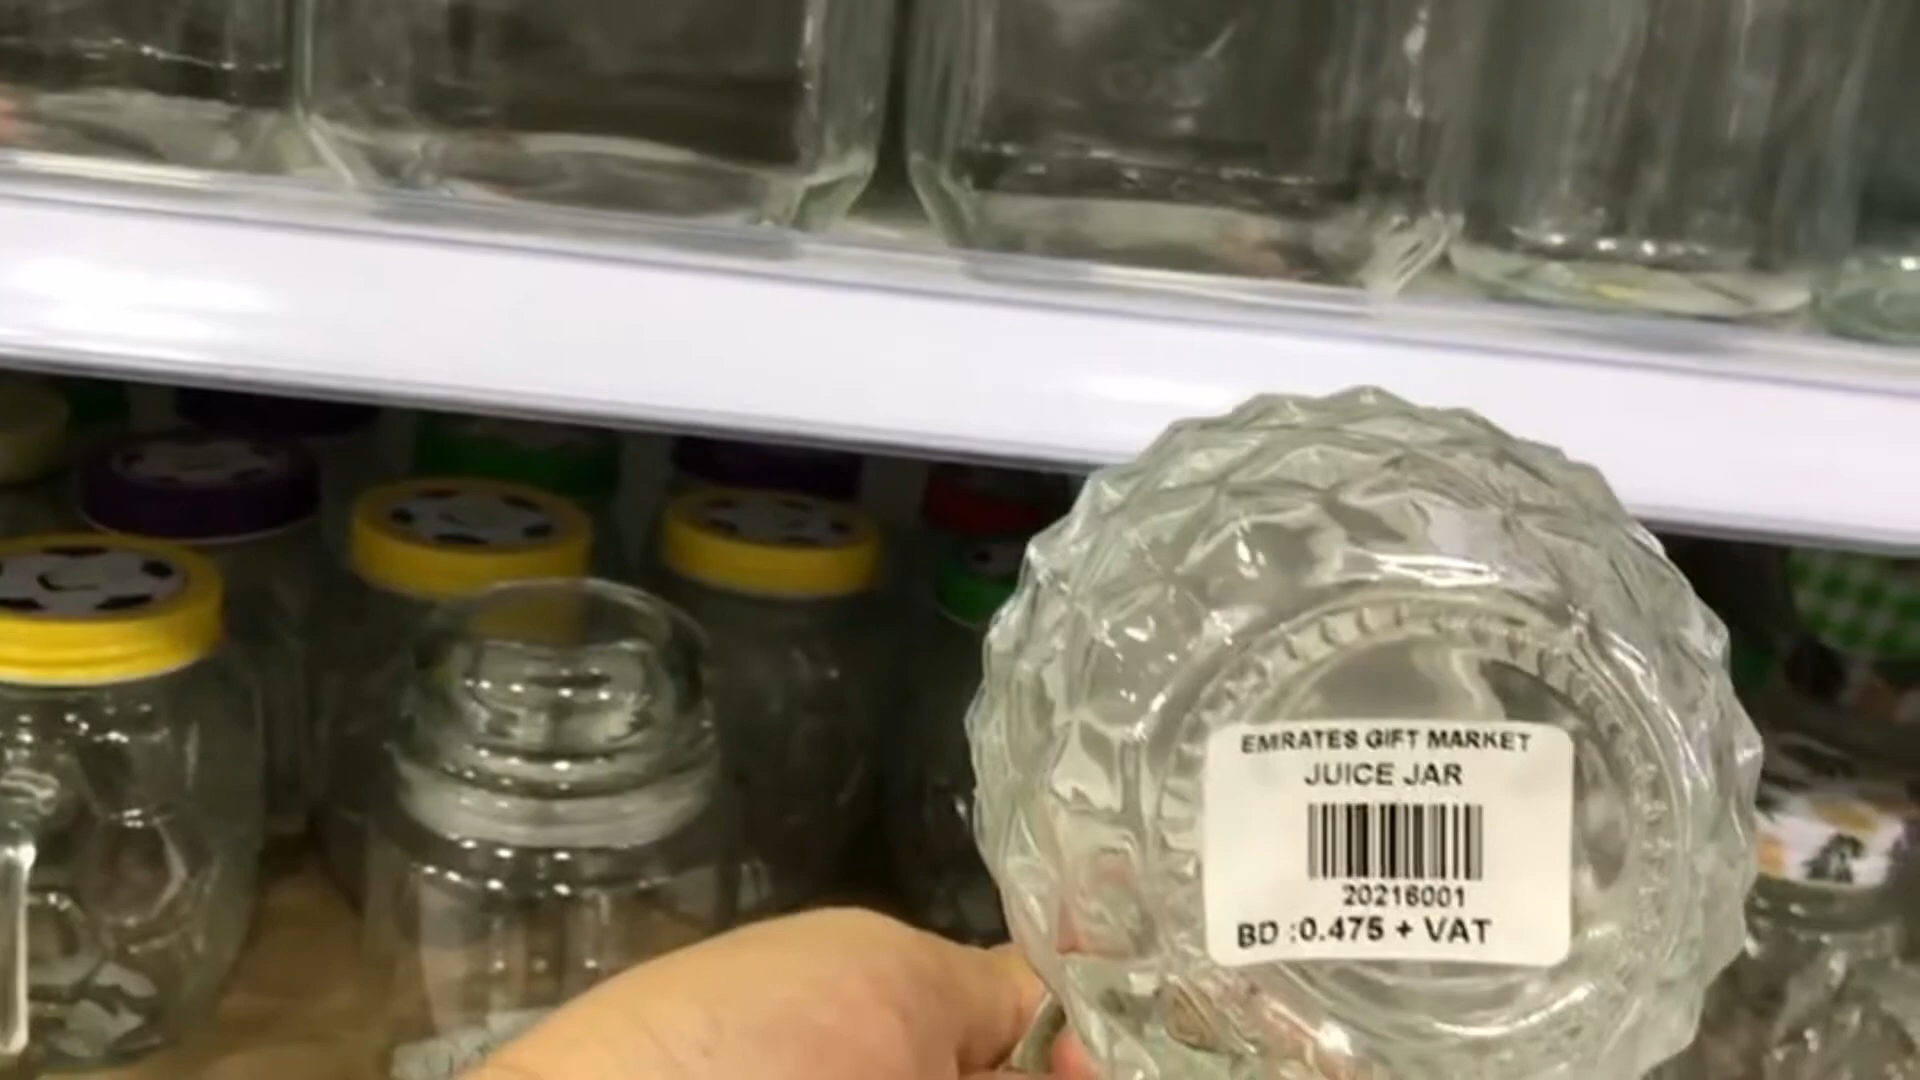 EMRATES GIFT MARKET
JUICE JAR
20216001
BD :0.475 + VAT